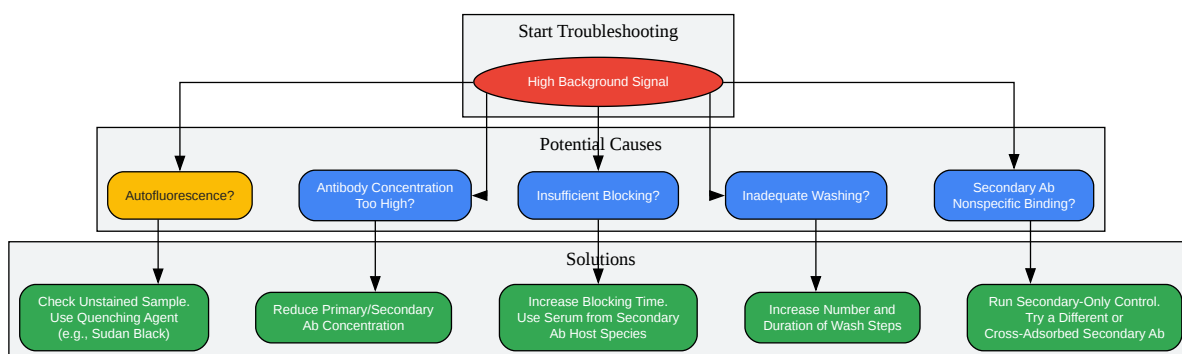 Start Troubleshooting
High Background Signal
Potential Causes
Autofluorescence?
Antibody Concentration
Too High?
Insufficient Blocking?
Inadequate Washing?
Secondary Ab
Nonspecific Binding?
Solutions
Check Unstained Sample.
Use Quenching Agent
(e.g., Sudan Black)
Reduce Primary/Secondary
Ab Concentration
Increase Blocking Time.
Use Serum from Secondary
Ab Host Species
Increase Number and
Duration of Wash Steps
Run Secondary-Only Control.
Try a Different or
Cross-Adsorbed Secondary Ab